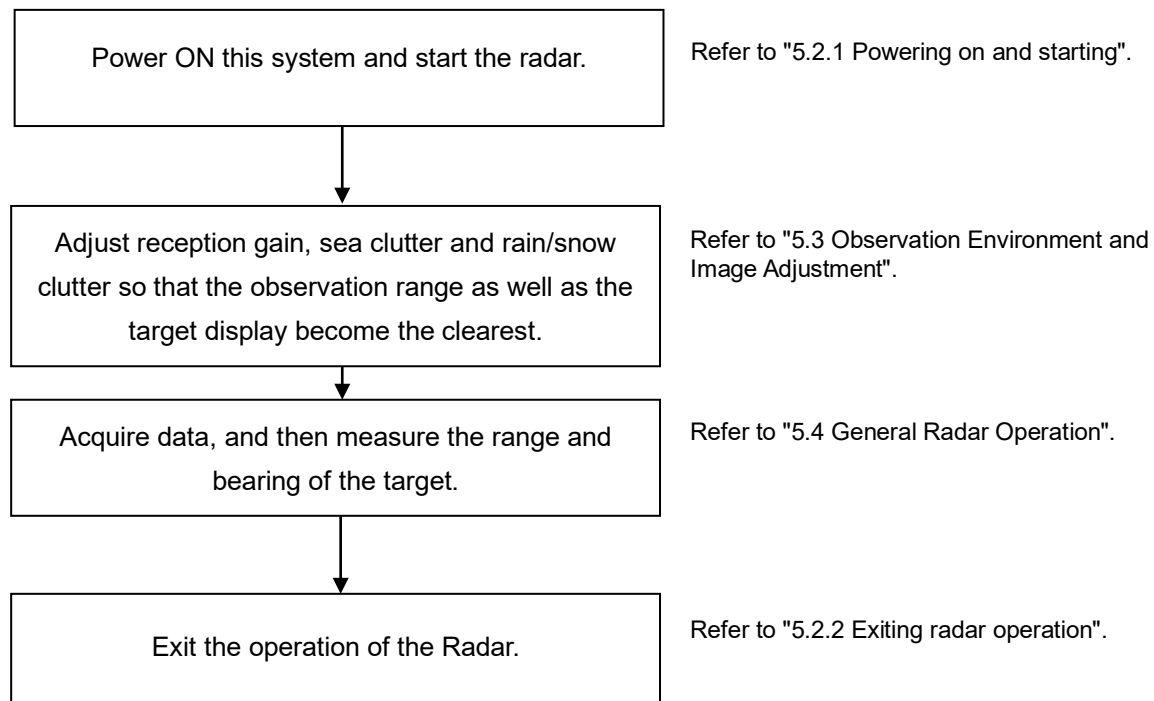 Power ON this system and start the radar.
Refer to "5.2.1 Powering on and starting".
Adjust reception gain, sea clutter and rain/snow
clutter so that the observation range as well as the
target display become the clearest.
Refer to "5.3 Observation Environment and
Image Adjustment".
Acquire data, and then measure the range and
bearing of the target.
Refer to "5.4 General Radar Operation".
Exit the operation of the Radar.
Refer to "5.2.2 Exiting radar operation".